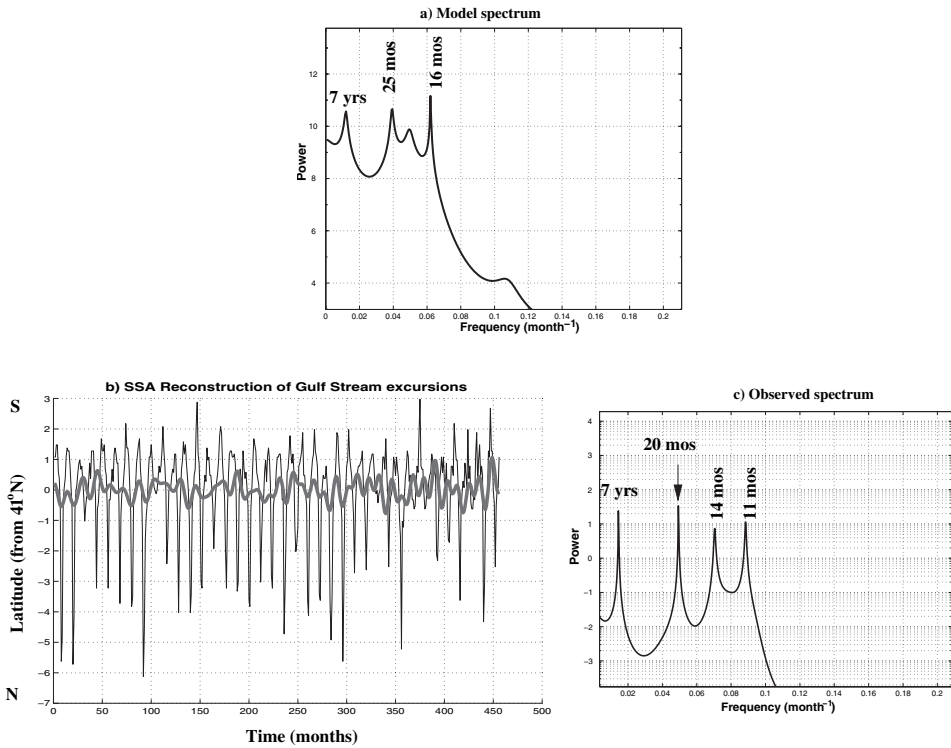 a) Model spectrum
7 yrs
25 mos
16 mos
12
10
8
6
4
Power
0 0.02 0.04 0.06 0.08 0.1 0.12 0.14 0.16 0.18 0.2
Frequency (month⁻¹)
b) SSA Reconstruction of Gulf Stream excursions
S
N
3
2
1
0
−1
−2
−3
−4
−5
−6
−7
Latitude (from 41⁰N)
0 50 100 150 200 250 300 350 400 450 500
Time (months)
c) Observed spectrum
7 yrs
20 mos
14 mos
11 mos
4
3
2
1
0
−1
−2
−3
Power
0.02 0.04 0.06 0.08 0.1 0.12 0.14 0.16 0.18 0.2
Frequency (month⁻¹)